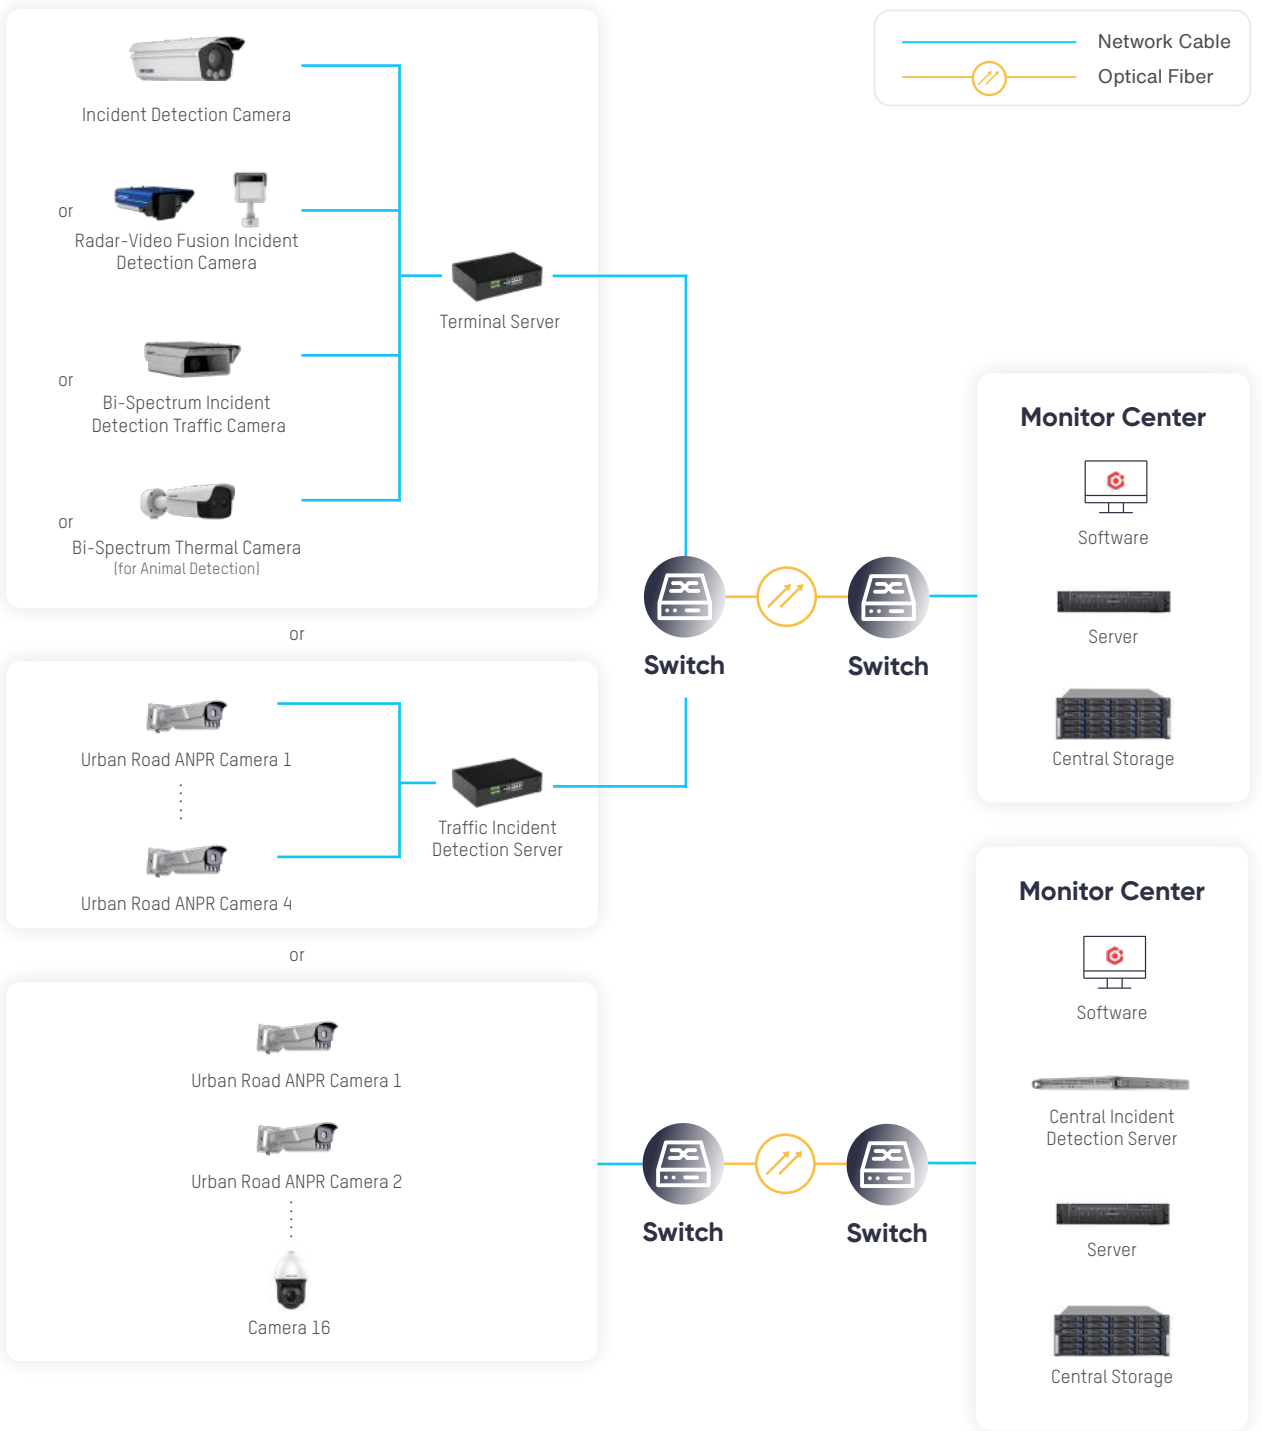 Network Cable
Optical Fiber
Incident Detection Camera
or
Radar-Video Fusion Incident
Detection Camera
Terminal Server
or
Bi-Spectrum Incident
Detection Traffic Camera
or
Bi-Spectrum Thermal Camera
(for Animal Detection)
Monitor Center
Software
Server
Central Storage
Switch
Switch
or
Urban Road ANPR Camera 1
Urban Road ANPR Camera 4
Traffic Incident
Detection Server
or
Urban Road ANPR Camera 1
Urban Road ANPR Camera 2
Camera 16
Switch
Switch
Monitor Center
Software
Central Incident
Detection Server
Server
Central Storage